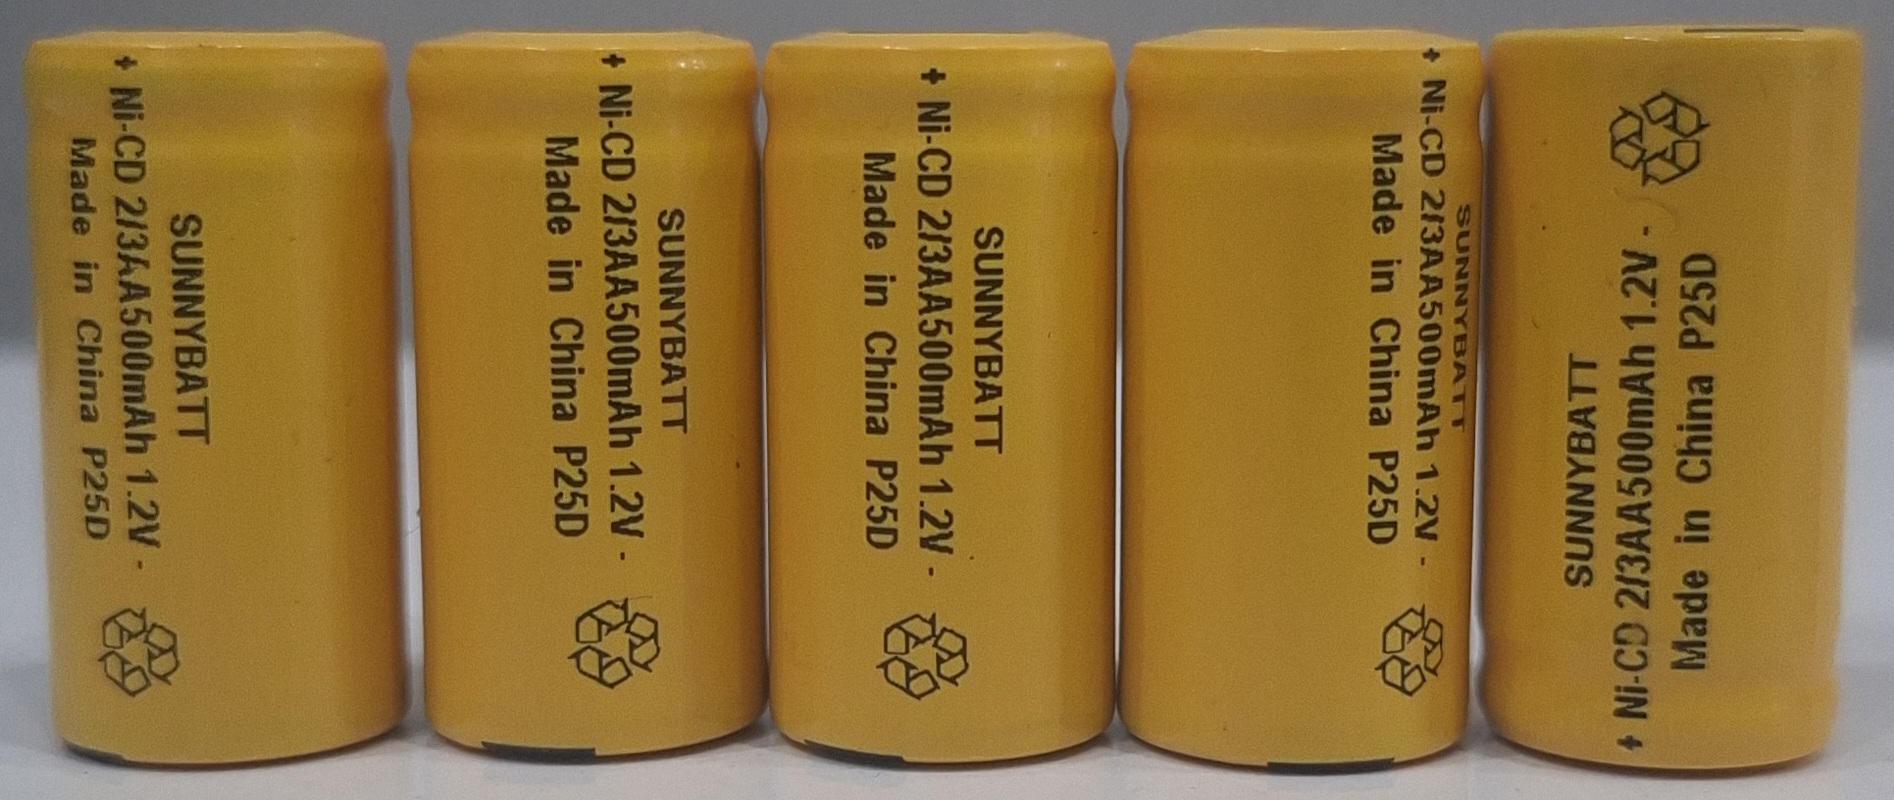 SUNNYBATT
+ Ni-CD 2/3AA500mAh 1.2V -
Made in China P25D
SUNNYBATT
+ Ni-CD 2/3AA500mAh 1.2V -
Made in China P25D
SUNNYBATT
+ Ni-CD 2/3AA500mAh 1.2V -
Made in China P25D
SUNNYBATT
+ Ni-CD 2/3AA500mAh 1.2V -
Made in China P25D
SUNNYBATT
+ Ni-CD 2/3AA500mAh 1.2V -
Made in China P25D